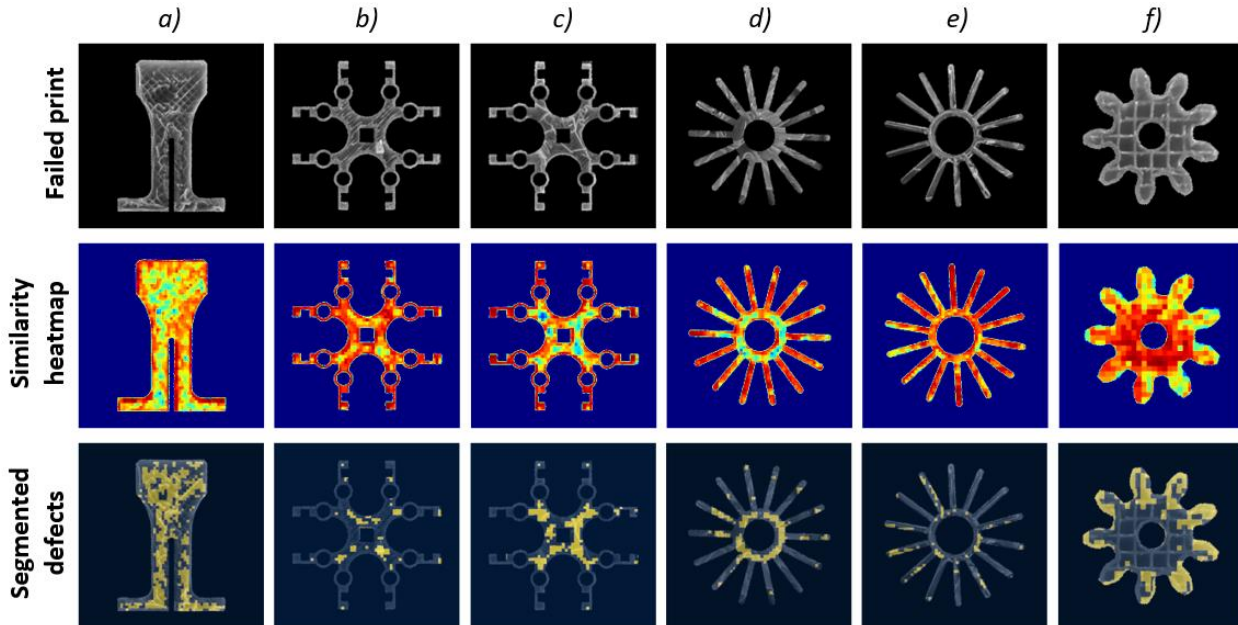 a) b) c) d) e) f)
Failed print
Similarity
heatmap
Segmented
defects